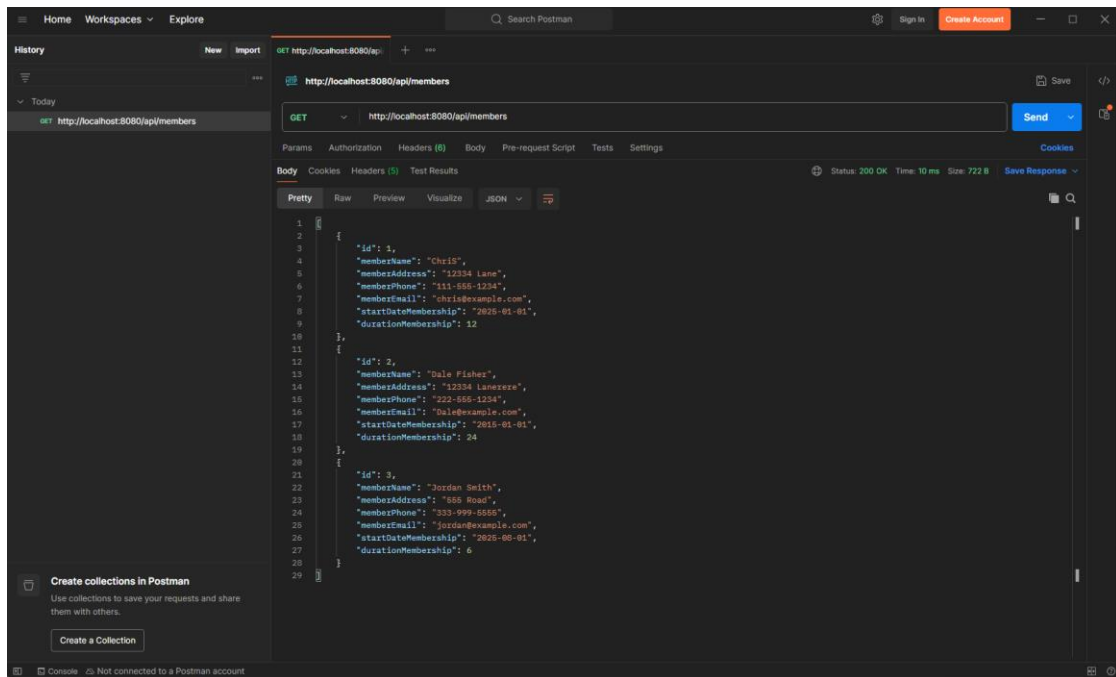 Home Workspaces Explore Search Postman Sign In Create Account
History New Import GET http://localhost:8080/api
http://localhost:8080/api/members Save
Today
GET http://localhost:8080/api/members
GET http://localhost:8080/api/members Send
Params Authorization Headers (6) Body Pre-request Script Tests Settings Cookies
Body Cookies Headers (5) Test Results Status: 200 OK Time: 10 ms Size: 722 B Save Response
Pretty Raw Preview Visualize JSON
1 [
2 {
3 "id": 1,
4 "memberName": "ChriS",
5 "memberAddress": "12334 Lane",
6 "memberPhone": "111-555-1234",
7 "memberEmail": "chris@example.com",
8 "startDateMembership": "2025-01-01",
9 "durationMembership": 12
10 },
11 {
12 "id": 2,
13 "memberName": "Dale Fisher",
14 "memberAddress": "12334 Lanerere",
15 "memberPhone": "222-555-1234",
16 "memberEmail": "Dale@example.com",
17 "startDateMembership": "2015-01-01",
18 "durationMembership": 24
19 },
20 {
21 "id": 3,
22 "memberName": "Jordan Smith",
23 "memberAddress": "555 Road",
24 "memberPhone": "333-999-5555",
25 "memberEmail": "jordan@example.com",
26 "startDateMembership": "2025-05-01",
27 "durationMembership": 6
28 }
29 ]
Create collections in Postman
Use collections to save your requests and share
them with others.
Create a Collection
Console Not connected to a Postman account